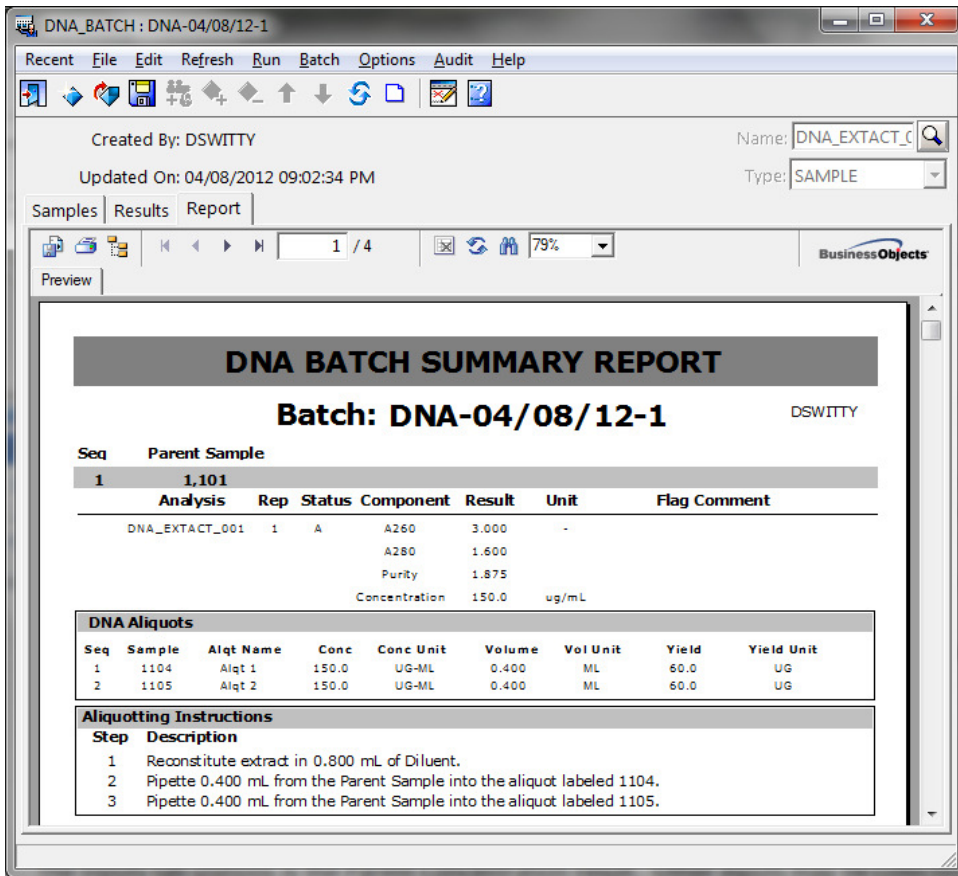 DNA_BATCH : DNA-04/08/12-1
Recent File Edit Refresh Run Batch Options Audit Help
Created By: DSWITTY
Name: DNA_EXTACT_0
Updated On: 04/08/2012 09:02:34 PM
Type: SAMPLE
Samples Results Report
1 / 4 79% BusinessObjects
Preview
DNA BATCH SUMMARY REPORT
Batch: DNA-04/08/12-1 DSWITTY
Seq Parent Sample
1 1,101
Analysis Rep Status Component Result Unit Flag Comment
DNA_EXTACT_001 1 A A260 3.000 -
A280 1.600
Purity 1.875
Concentration 150.0 ug/mL
DNA Aliquots
Seq Sample Alqt Name Conc Conc Unit Volume Vol Unit Yield Yield Unit
1 1104 Alqt 1 150.0 UG-ML 0.400 ML 60.0 UG
2 1105 Alqt 2 150.0 UG-ML 0.400 ML 60.0 UG
Aliquotting Instructions
Step Description
1 Reconstitute extract in 0.800 mL of Diluent.
2 Pipette 0.400 mL from the Parent Sample into the aliquot labeled 1104.
3 Pipette 0.400 mL from the Parent Sample into the aliquot labeled 1105.